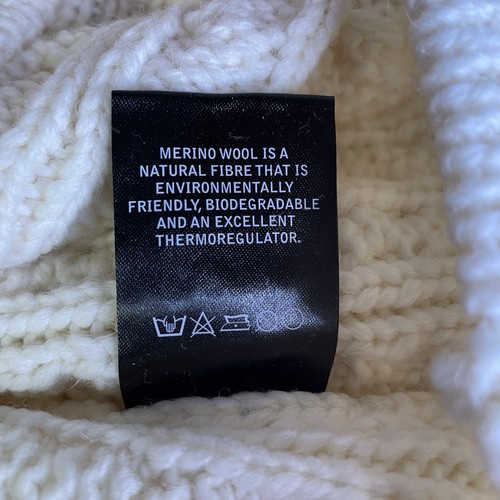 MERINO WOOL IS A
NATURAL FIBRE THAT IS
ENVIRONMENTALLY
FRIENDLY, BIODEGRADABLE
AND AN EXCELLENT
THERMOREGULATOR.